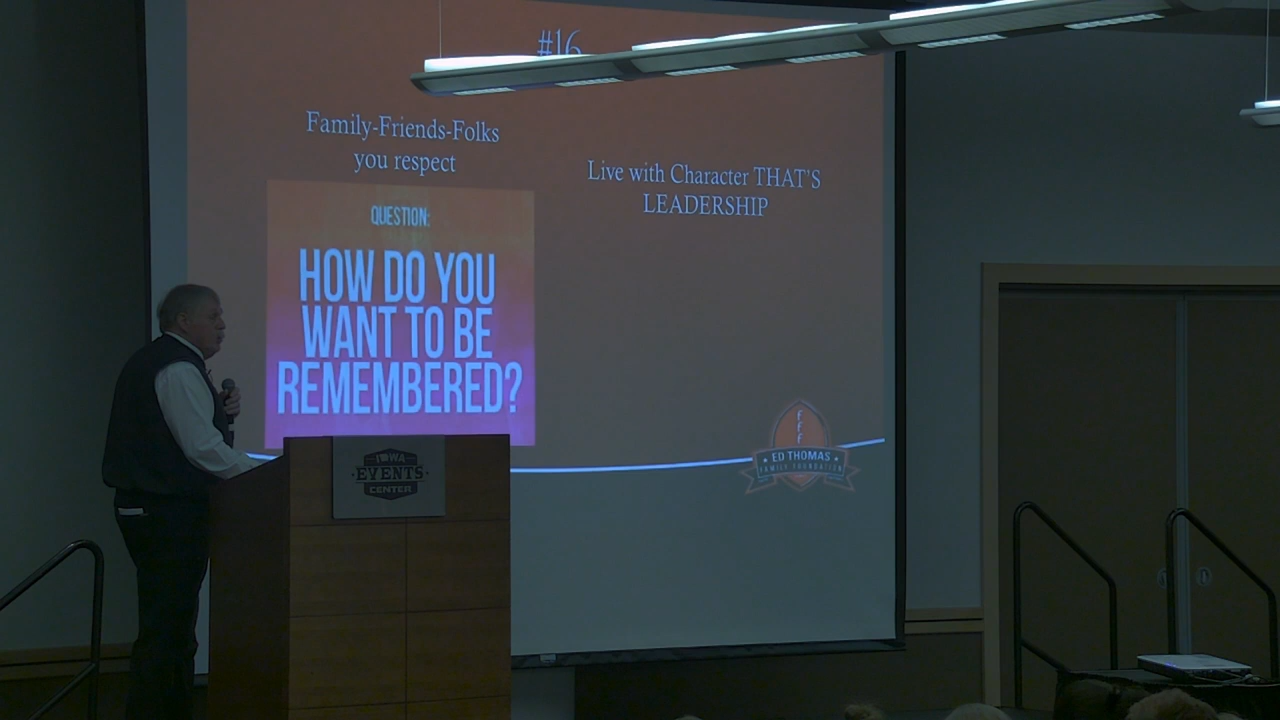 #16
Family-Friends-Folks
you respect
Live with Character THAT'S
LEADERSHIP
QUESTION:
HOW DO YOU
WANT TO BE
REMEMBERED?
F
F
F
ED THOMAS
FAMILY FOUNDATION
IOWA
EVENTS
CENTER